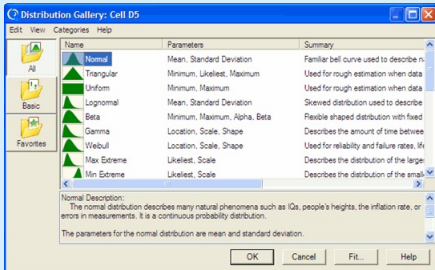 Distribution Gallery: Cell D5
Edit View Categories Help
All
Basic
Favorites
Name Parameters Summary
Normal Mean, Standard Deviation Familiar bell curve used to describe
Triangular Minimum, Likeliest, Maximum Used for rough estimation when data
Uniform Minimum, Maximum Used for rough estimation when data
Lognormal Mean, Standard Deviation Skewed distribution used to describe
Beta Minimum, Maximum, Alpha, Beta Flexible shaped distribution with fixed
Gamma Location, Scale, Shape Describes the amount of time between
Weibull Location, Scale, Shape Used for reliability and failure rates,
Max Extreme Likeliest, Scale Describes the distribution of the
Min Extreme Likeliest, Scale Describes the distribution of the
Normal Description:
The normal distribution describes many natural phenomena such as IQs, people's heights, the inflation rate, or
errors in measurements. It is a continuous probability distribution.
The parameters for the normal distribution are mean and standard deviation.
OK Cancel Fit... Help